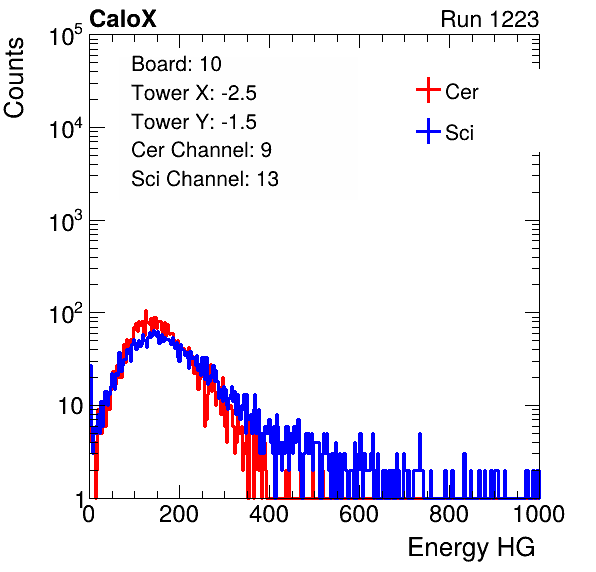 CaloX Run 1223
Counts
10^5
10^4
10^3
10^2
10
1
Board: 10
Tower X: -2.5
Tower Y: -1.5
Cer Channel: 9
Sci Channel: 13
Cer
Sci
0 200 400 600 800 1000
Energy HG